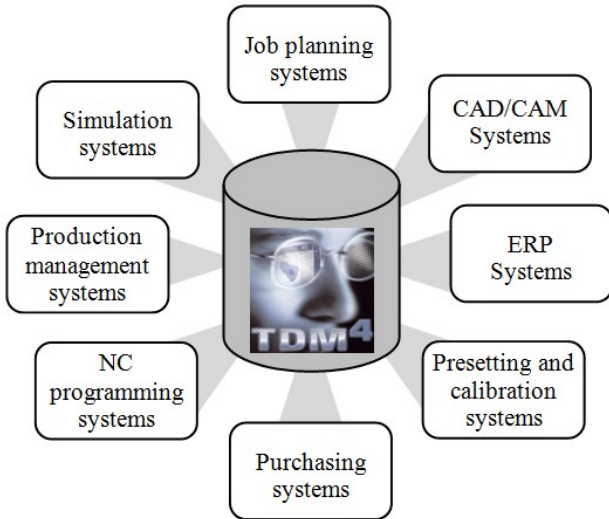 Job planning
systems
Simulation
systems
CAD/CAM
Systems
Production
management
systems
ERP
Systems
TDM4
NC
programming
systems
Presetting and
calibration
systems
Purchasing
systems